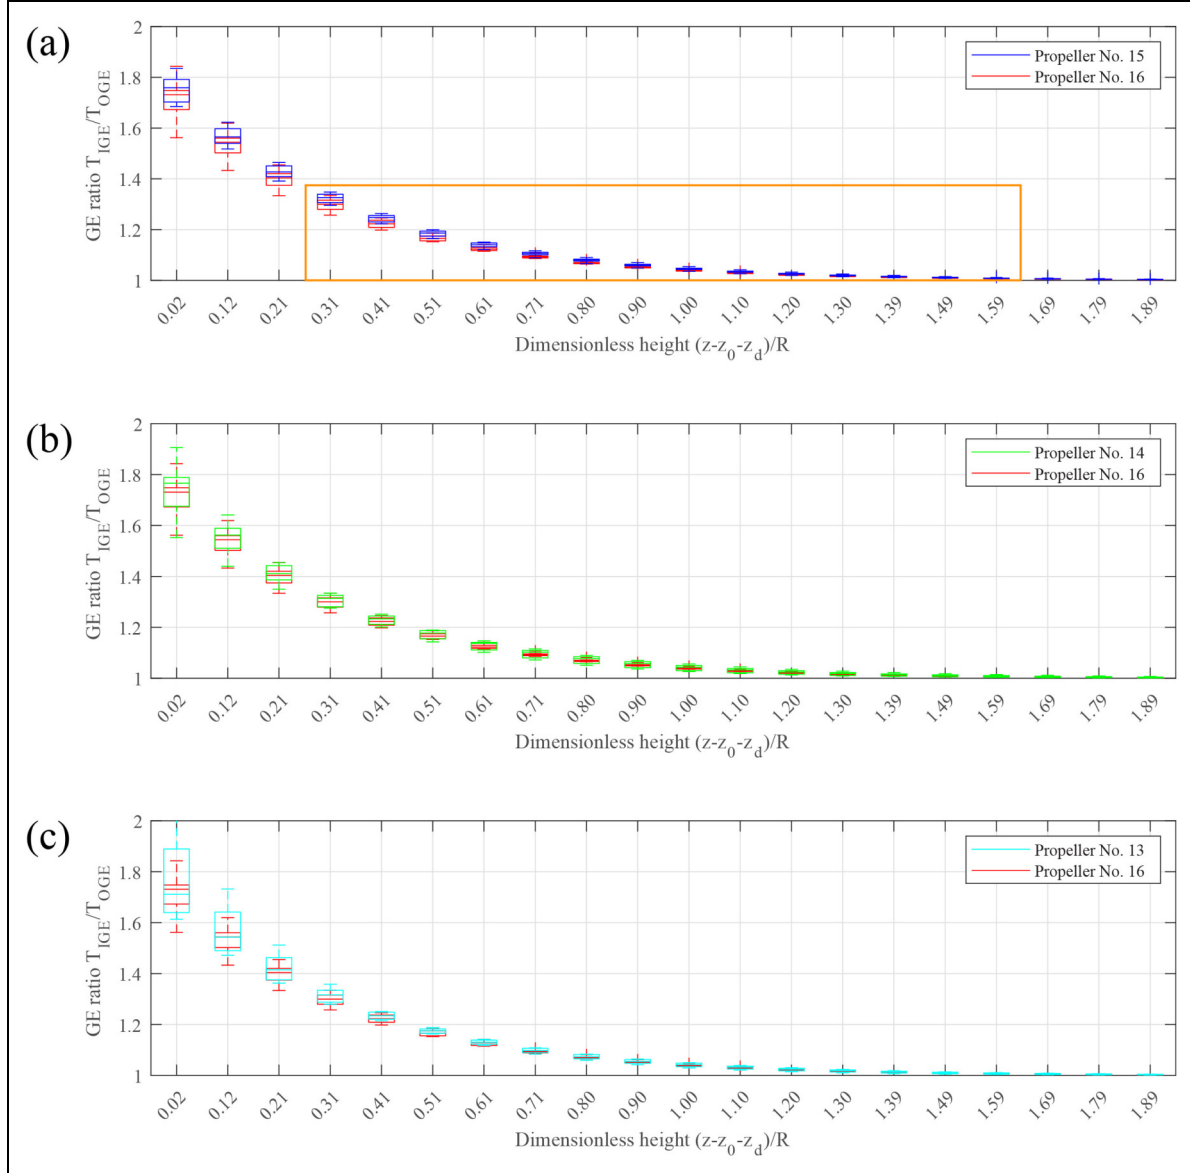 (a)
2
1.8
1.6
1.4
1.2
1
GE ratio T_IGE/T_OGE
Propeller No. 15
Propeller No. 16
0.02 0.12 0.21 0.31 0.41 0.51 0.61 0.71 0.80 0.90 1.00 1.10 1.20 1.30 1.39 1.49 1.59 1.69 1.79 1.89
Dimensionless height (z-z_0-z_d)/R
(b)
2
1.8
1.6
1.4
1.2
1
GE ratio T_IGE/T_OGE
Propeller No. 14
Propeller No. 16
0.02 0.12 0.21 0.31 0.41 0.51 0.61 0.71 0.80 0.90 1.00 1.10 1.20 1.30 1.39 1.49 1.59 1.69 1.79 1.89
Dimensionless height (z-z_0-z_d)/R
(c)
2
1.8
1.6
1.4
1.2
1
GE ratio T_IGE/T_OGE
Propeller No. 13
Propeller No. 16
0.02 0.12 0.21 0.31 0.41 0.51 0.61 0.71 0.80 0.90 1.00 1.10 1.20 1.30 1.39 1.49 1.59 1.69 1.79 1.89
Dimensionless height (z-z_0-z_d)/R